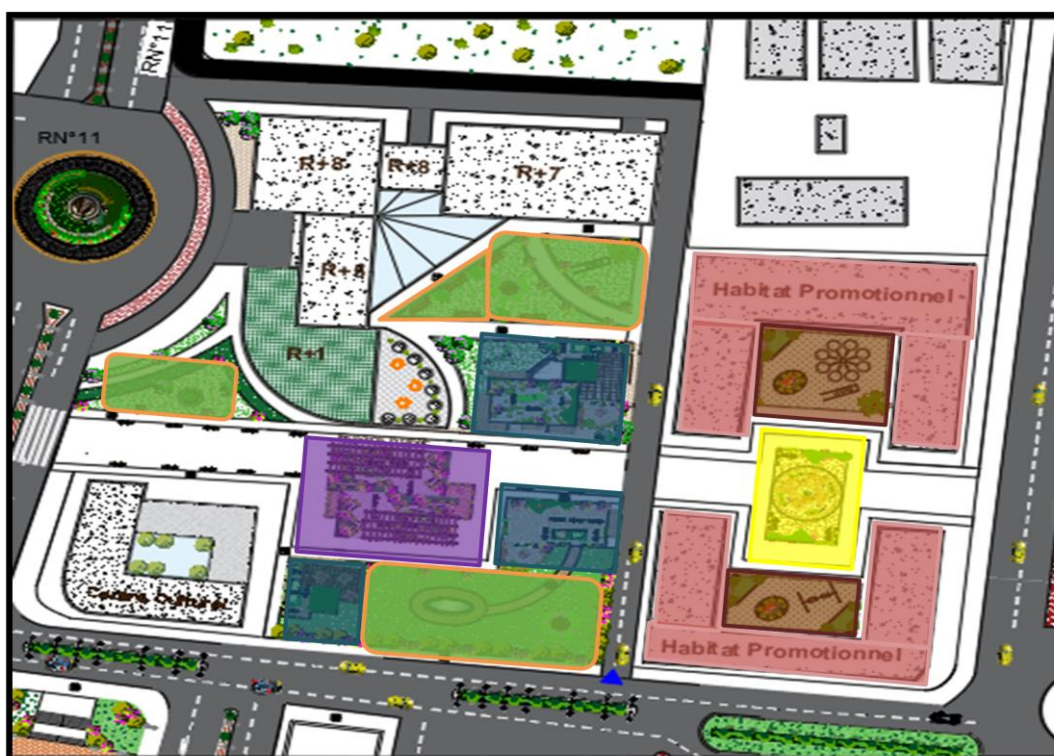 RN°11
RN°11
R+8
R+8
R+7
R+8
R+1
Habitat Promotionnel
Centre Culturel
Habitat Promotionnel